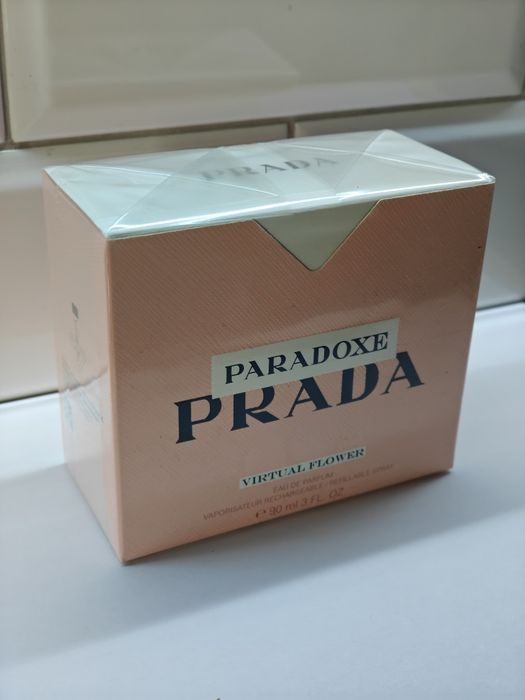 PRADA
PARADOXE
PRADA
VIRTUAL FLOWER
EAU DE PARFUM
VAPORISATEUR RECHARGEABLE / REFILLABLE SPRAY
℮ 90 ml 3 FL. OZ